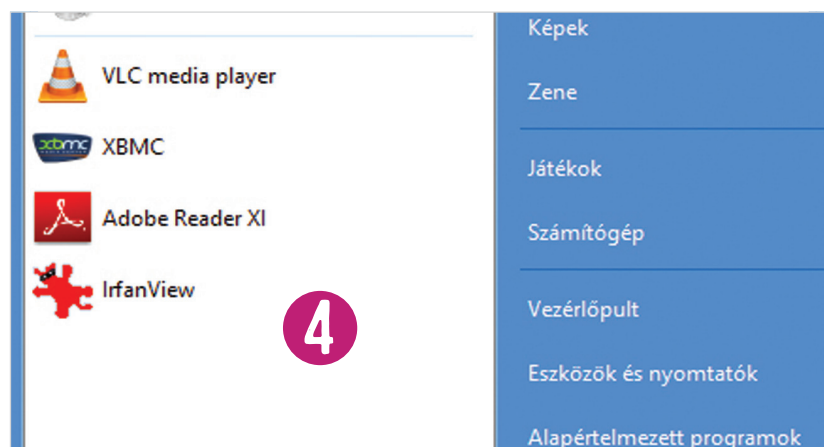 VLC media player
xbmc XBMC
Adobe Reader XI
IrfanView
4
Képek
Zene
Játékok
Számítógép
Vezérlőpult
Eszközök és nyomtatók
Alapértelmezett programok